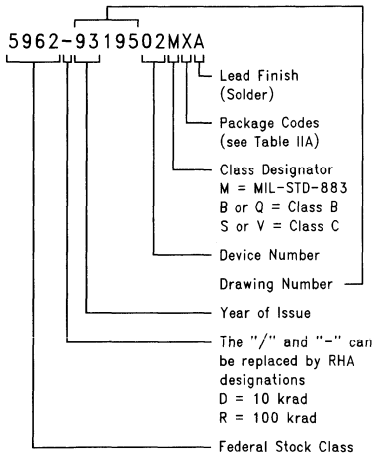 5962-9319502MXA
Lead Finish
(Solder)
Package Codes
(see Table IIA)
Class Designator
M = MIL-STD-883
B or Q = Class B
S or V = Class C
Device Number
Drawing Number
Year of Issue
The "/" and "-" can
be replaced by RHA
designations
D = 10 krad
R = 100 krad
Federal Stock Class